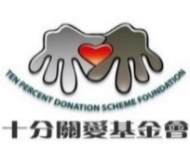 TEN PERCENT DONATION SCHEME FOUNDATION
十分關愛基金會